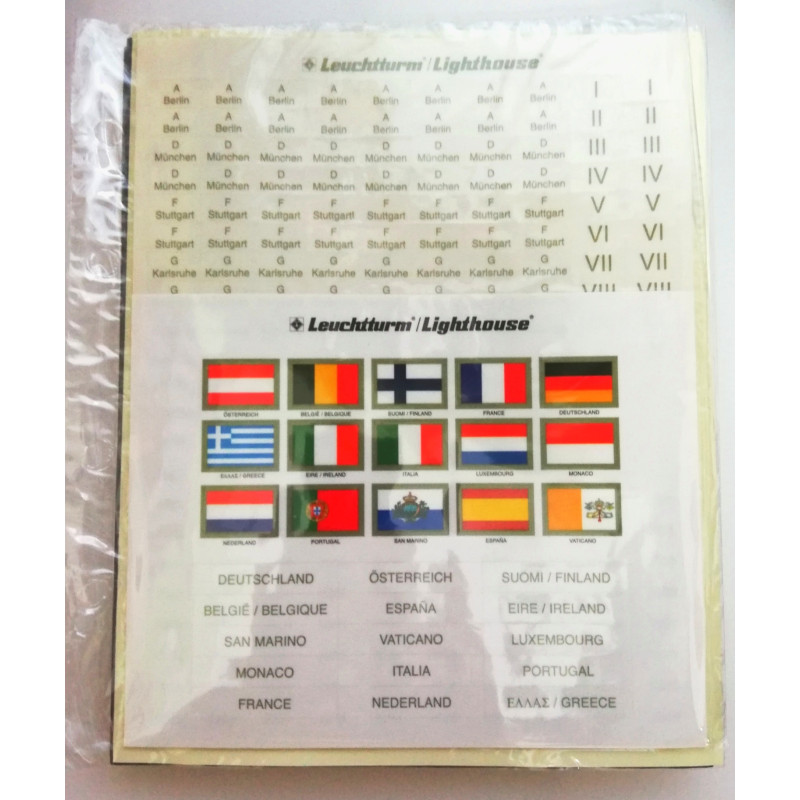 Leuchtturm®/Lighthouse®
A A A A A A A A I I
Berlin Berlin Berlin Berlin Berlin Berlin Berlin Berlin
A A A A A A A A II II
Berlin Berlin Berlin Berlin Berlin Berlin Berlin Berlin
D D D D D D D D III III
München München München München München München München München
D D D D D D D D IV IV
München München München München München München München München
F F F F F F F F V V
Stuttgart Stuttgart Stuttgart Stuttgart Stuttgart Stuttgart Stuttgart Stuttgart
F F F F F F F F VI VI
Stuttgart Stuttgart Stuttgart Stuttgart Stuttgart Stuttgart Stuttgart Stuttgart
G G G G G G G G VII VII
Karlsruhe Karlsruhe Karlsruhe Karlsruhe Karlsruhe Karlsruhe Karlsruhe Karlsruhe
G G G G G G G G VIII VIII
Leuchtturm®/Lighthouse®
ÖSTERREICH BELGIË / BELGIQUE SUOMI / FINLAND FRANCE DEUTSCHLAND
ΕΛΛΑΣ / GREECE EIRE / IRELAND ITALIA LUXEMBOURG MONACO
NEDERLAND PORTUGAL SAN MARINO ESPAÑA VATICANO
DEUTSCHLAND ÖSTERREICH SUOMI / FINLAND
BELGIË / BELGIQUE ESPAÑA EIRE / IRELAND
SAN MARINO VATICANO LUXEMBOURG
MONACO ITALIA PORTUGAL
FRANCE NEDERLAND ΕΛΛΑΣ / GREECE